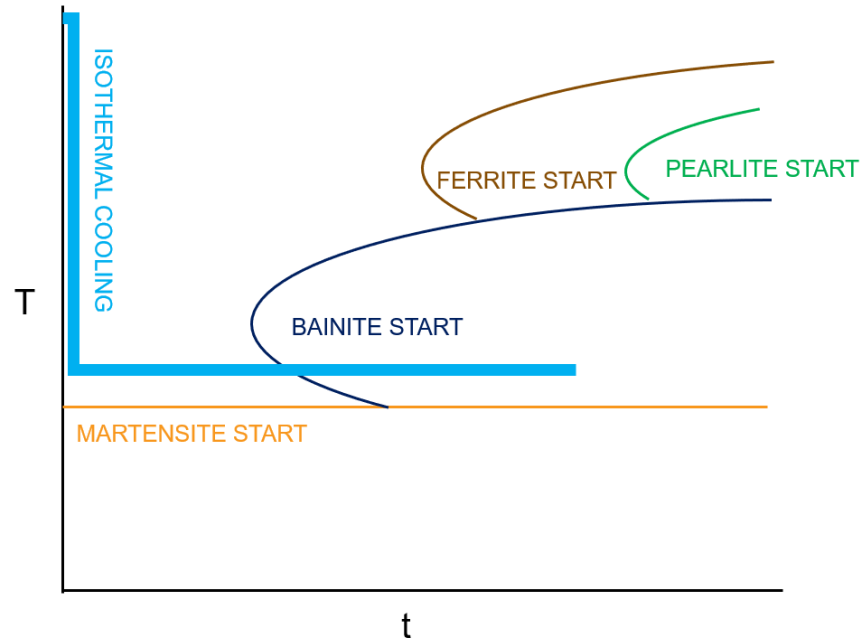 ISOTHERMAL COOLING
FERRITE START
PEARLITE START
T
BAINITE START
MARTENSITE START
t